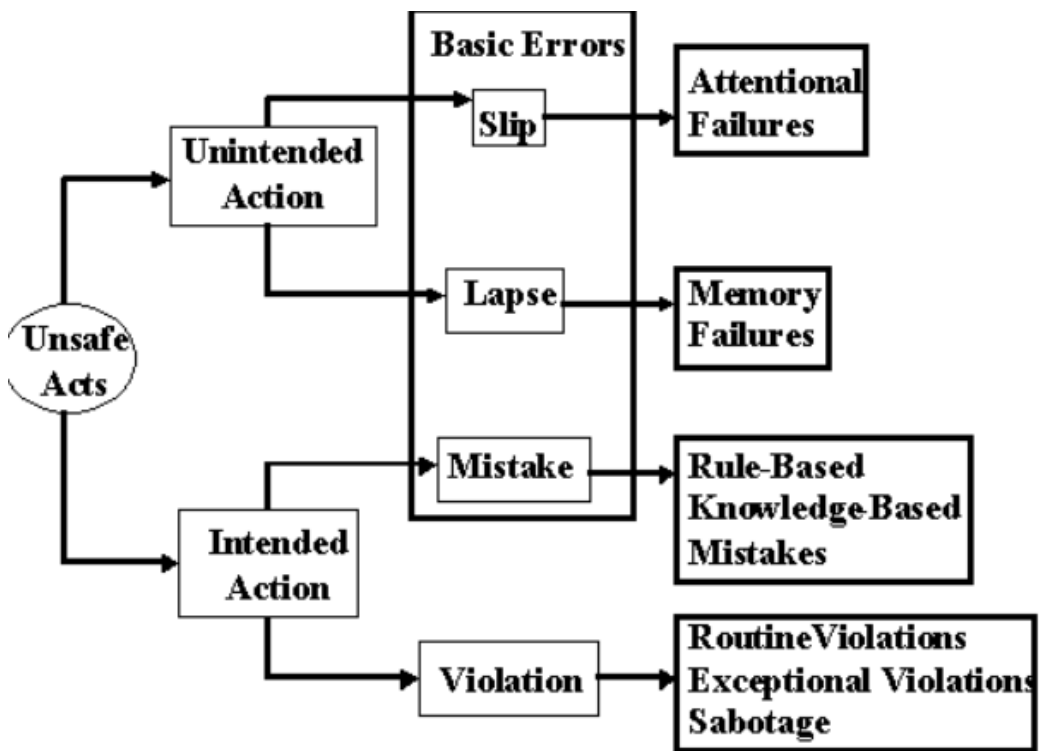 Basic Errors
Unsafe
Acts
Unintended
Action
Slip
Attentional
Failures
Lapse
Memory
Failures
Intended
Action
Mistake
Rule-Based
Knowledge-Based
Mistakes
Violation
RoutineViolations
Exceptional Violations
Sabotage